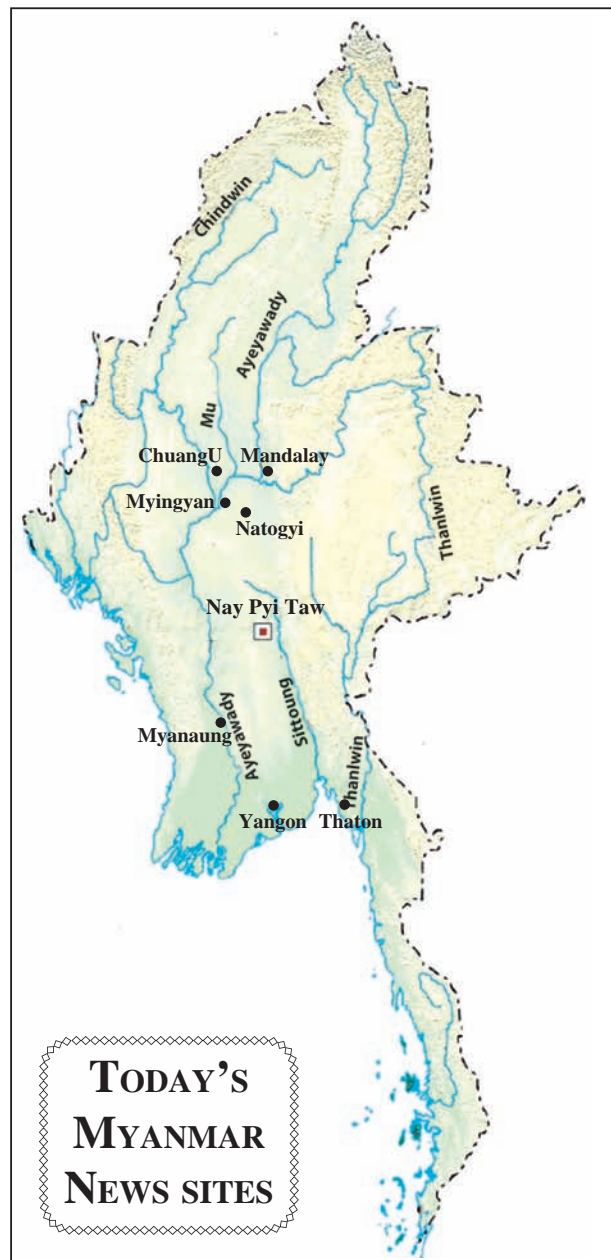 Chindwin
Ayeyawady
Mu
ChuangU
Mandalay
Myingyan
Natogyi
Thanlwin
Nay Pyi Taw
Sittoung
Ayeyawady
Myanaung
Thanlwin
Yangon
Thaton
TODAY'S
MYANMAR
NEWS SITES